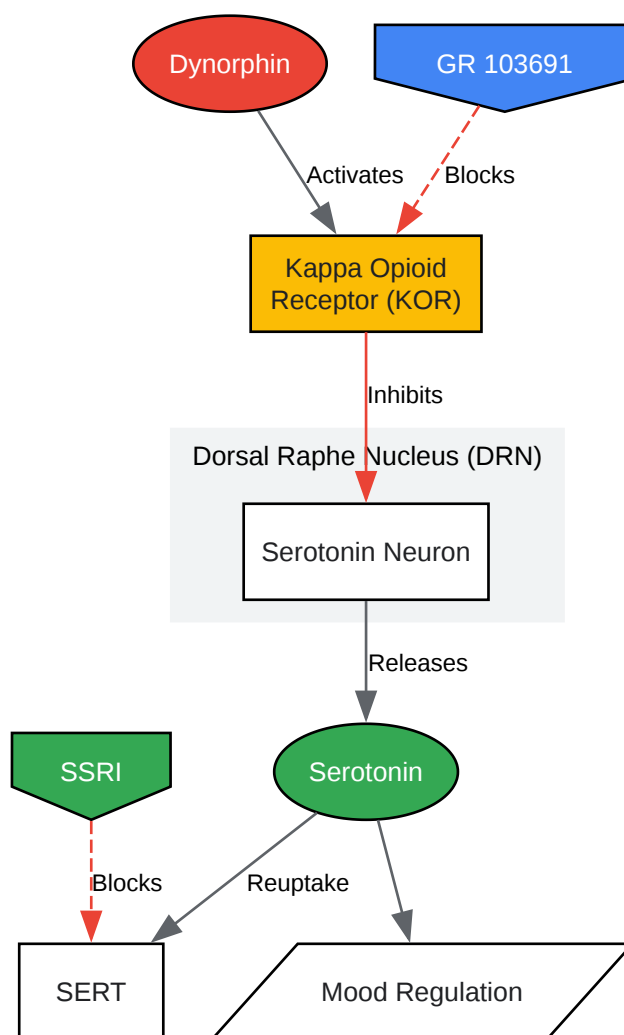 Dynorphin
GR 103691
Activates
Blocks
Kappa Opioid
Receptor (KOR)
Inhibits
Dorsal Raphe Nucleus (DRN)
Serotonin Neuron
Releases
SSRI
Serotonin
Blocks
Reuptake
SERT
Mood Regulation